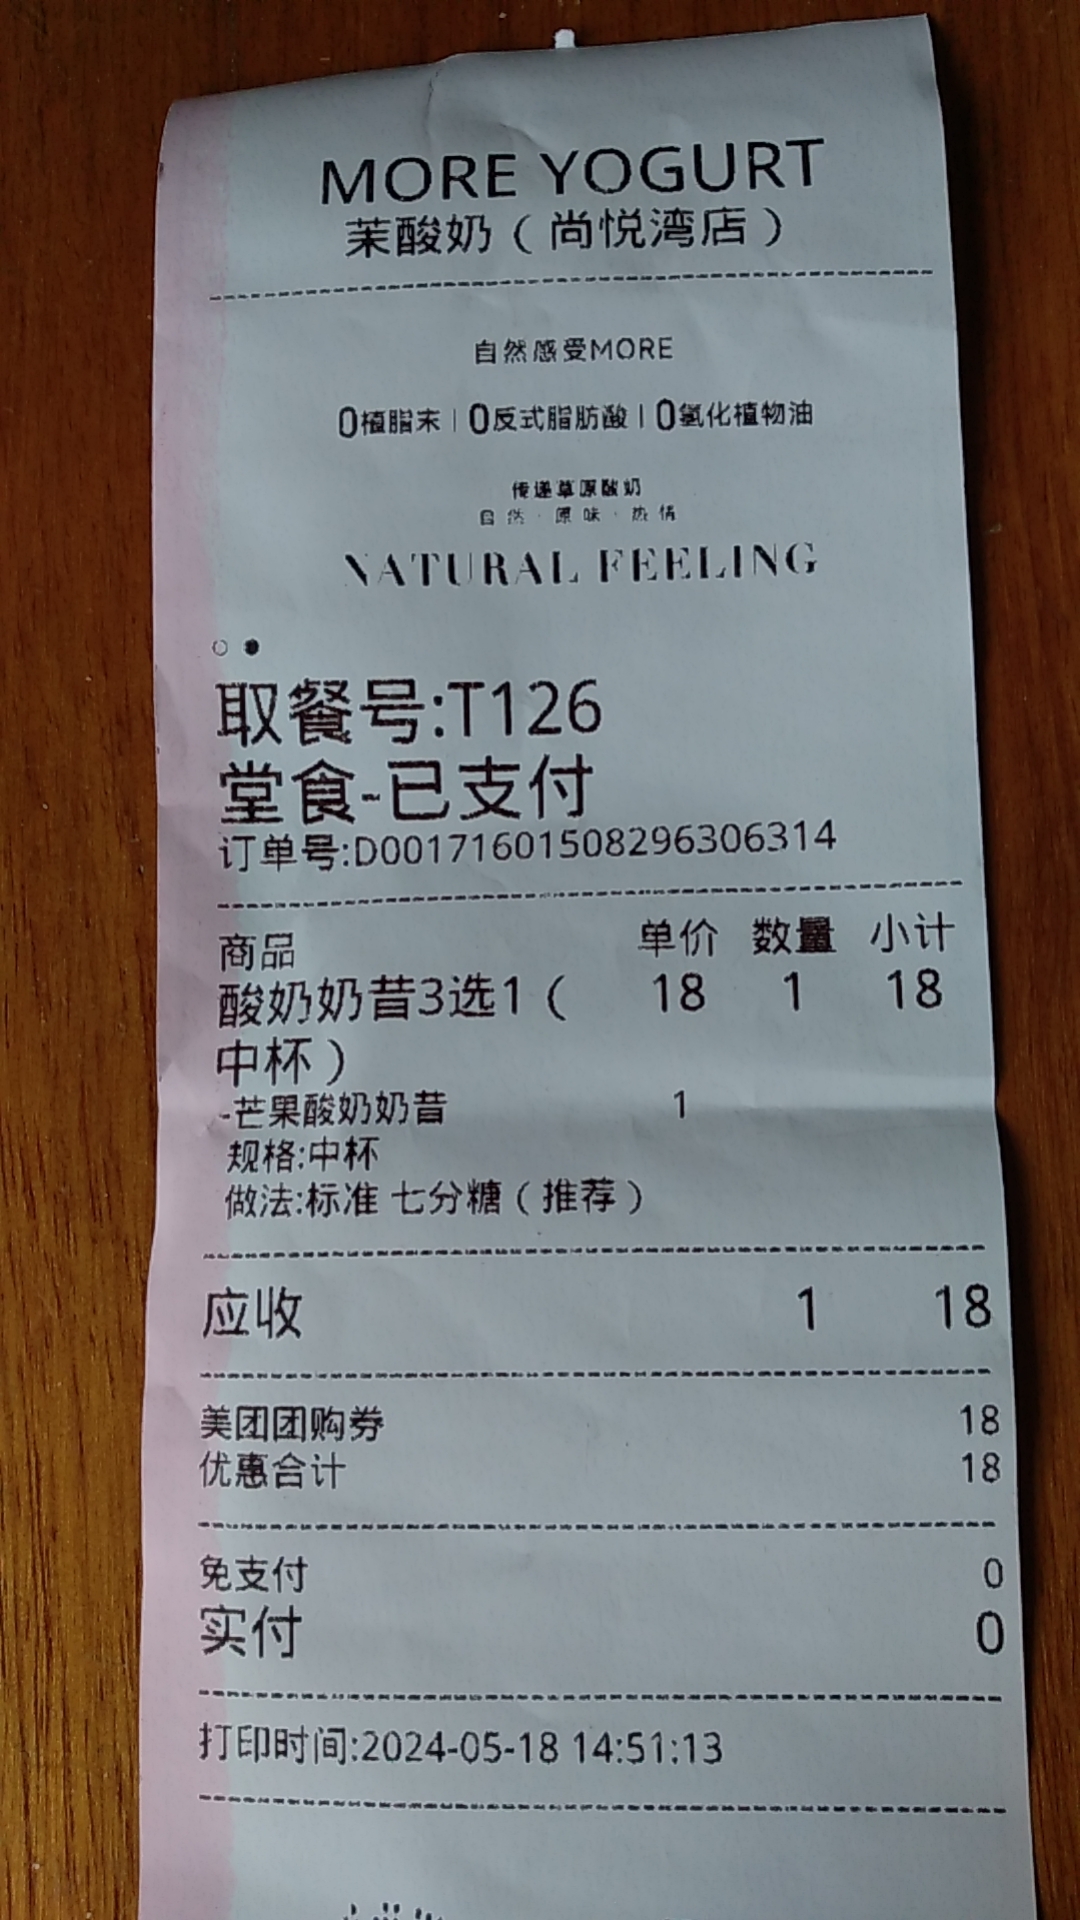 MORE YOGURT
茉酸奶（尚悦湾店）
自然感受MORE
0植脂末｜0反式脂肪酸｜0氢化植物油
传递草原酸奶
自然·原味·热情
NATURAL FEELING
取餐号:T126
堂食-已支付
订单号:D001716015082963063​14
商品 单价 数量 小计
酸奶奶昔3选1（ 18 1 18
中杯）
-芒果酸奶奶昔 1
规格:中杯
做法:标准 七分糖（推荐）
应收 1 18
美团团购券 18
优惠合计 18
免支付 0
实付 0
打印时间:2024-05-18 14:51:13